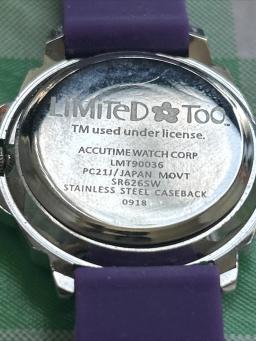 LiMiTeD Too
TM used under license.
ACCUTIME WATCH CORP
LMT90036
PC21J/JAPAN MOVT
SR626SW
STAINLESS STEEL CASEBACK
0918